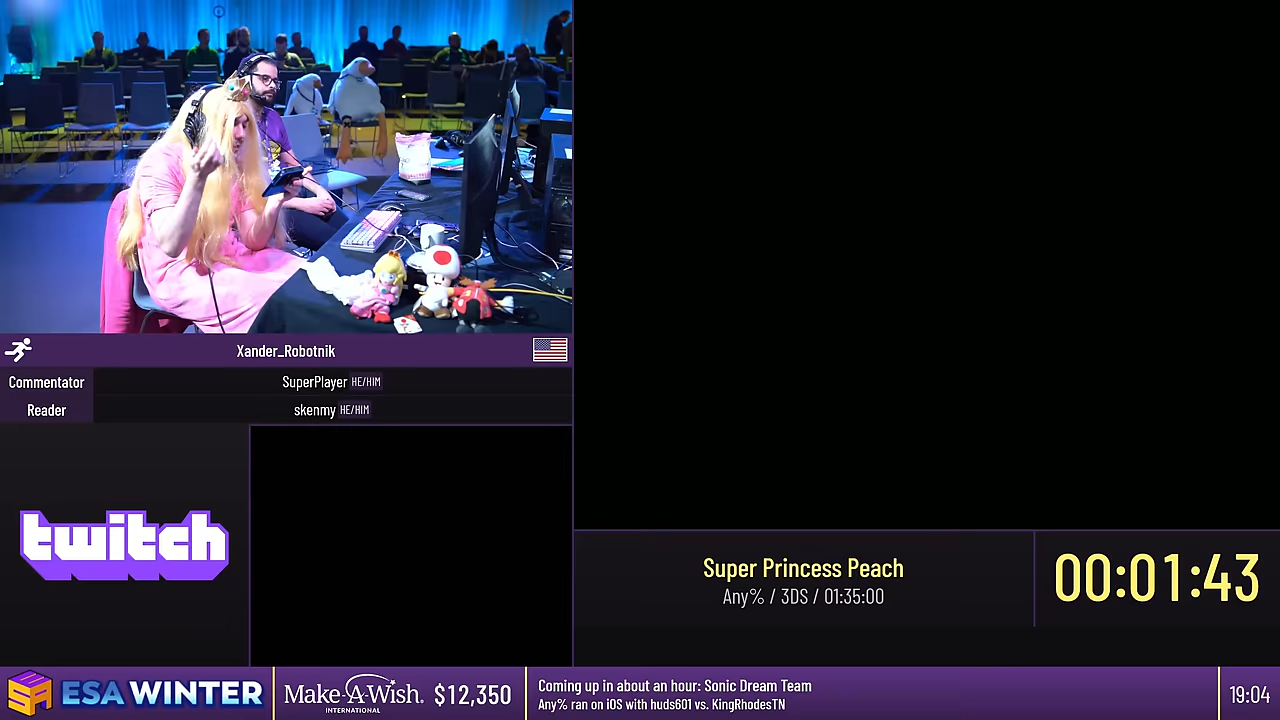 Xander_Robotnik
Commentator
SuperPlayer HE/HIM
Reader
skenmy HE/HIM
twitch
Super Princess Peach
Any% / 3DS / 01:35:00
00:01:43
ESA WINTER
Make-A-Wish.
INTERNATIONAL
$12,350
Coming up in about an hour: Sonic Dream Team
Any% ran on iOS with huds601 vs. KingRhodesTN
19:04